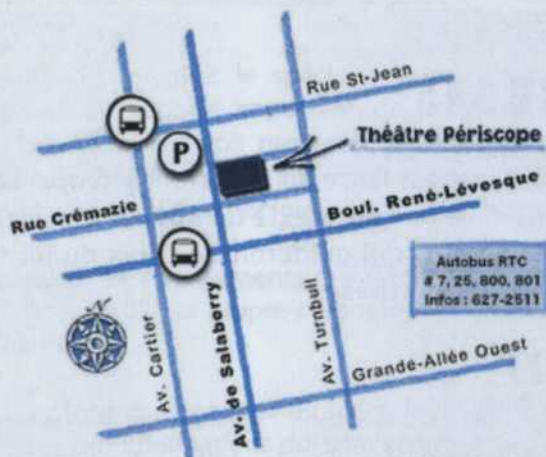 Rue St-Jean
P
Théâtre Périscope
Rue Crémazie
Boul. René-Lévesque
Autobus RTC
# 7, 25, 800, 801
Infos : 627-2511
N
Av. Cartier
Av. de Salaberry
Av. Turnbull
Grande-Allée Ouest